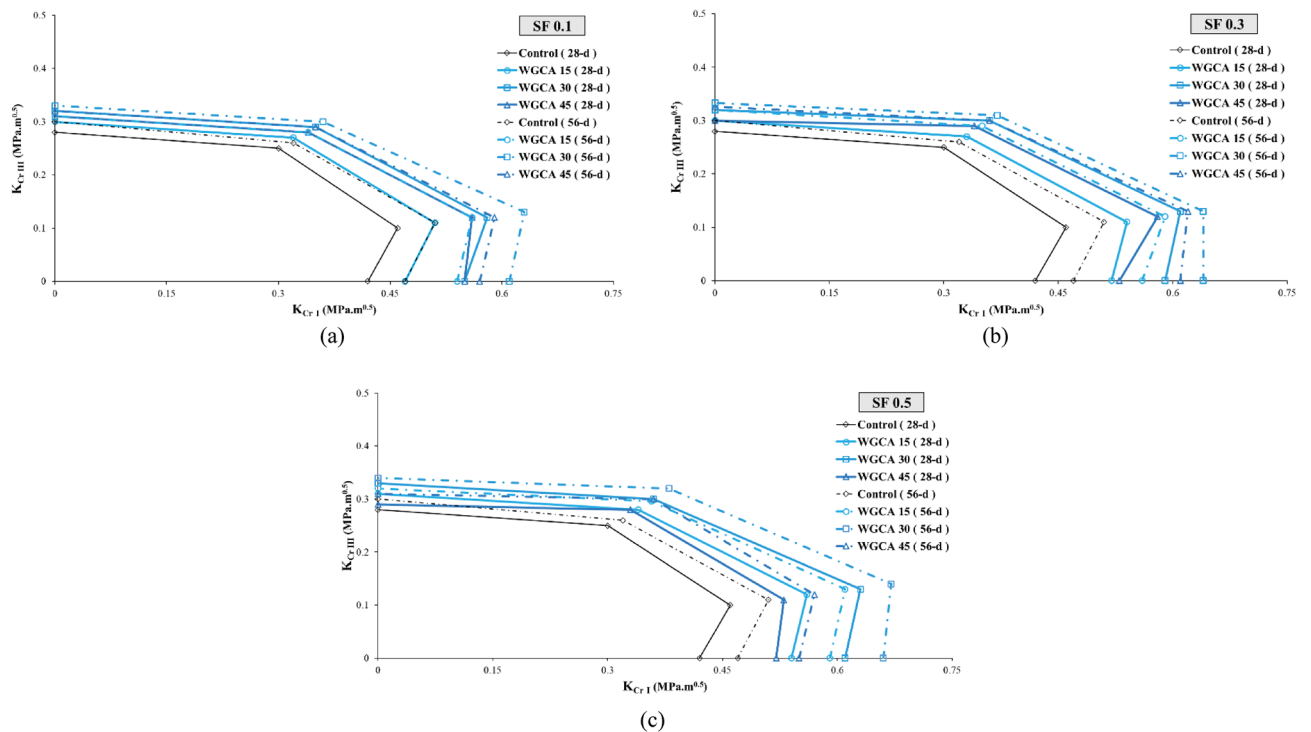 SF 0.1
Control ( 28-d )
WGCA 15 ( 28-d )
WGCA 30 ( 28-d )
WGCA 45 ( 28-d )
Control (56-d )
WGCA 15 ( 56-d )
WGCA 30 ( 56-d )
WGCA 45 ( 56-d )
0.5
0.4
0.3
0.2
0.1
0
K Cr III (MPa.m0.5)
0
0.15
0.3
0.45
0.6
0.75
K Cr I (MPa.m0.5)
(a)
SF 0.3
Control ( 28-d )
WGCA 15 ( 28-d )
WGCA 30 ( 28-d )
WGCA 45 ( 28-d )
Control (56-d )
WGCA 15 ( 56-d )
WGCA 30 ( 56-d )
WGCA 45 ( 56-d )
0.5
0.4
0.3
0.2
0.1
0
K Cr III (MPa.m0.5)
0
0.15
0.3
0.45
0.6
0.75
K Cr I (MPa.m0.5)
(b)
SF 0.5
Control ( 28-d )
WGCA 15 ( 28-d )
WGCA 30 ( 28-d )
WGCA 45 ( 28-d )
Control (56-d )
WGCA 15 ( 56-d )
WGCA 30 ( 56-d )
WGCA 45 ( 56-d )
0.5
0.4
0.3
0.2
0.1
0
K Cr III (MPa.m0.5)
0
0.15
0.3
0.45
0.6
0.75
K Cr I (MPa.m0.5)
(c)